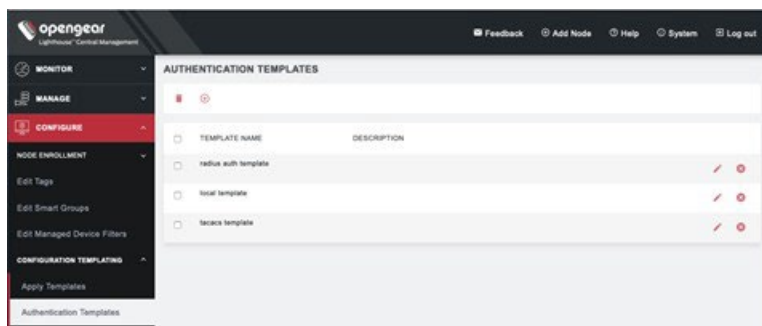 opengear
Lighthouse™ Central Management
Feedback
Add Node
Help
System
Log out
MONITOR
MANAGE
CONFIGURE
NODE ENROLLMENT
Edit Tags
Edit Smart Groups
Edit Managed Device Filters
CONFIGURATION TEMPLATING
Apply Templates
Authentication Templates
AUTHENTICATION TEMPLATES
TEMPLATE NAME DESCRIPTION
radius auth template
local template
tacacs template